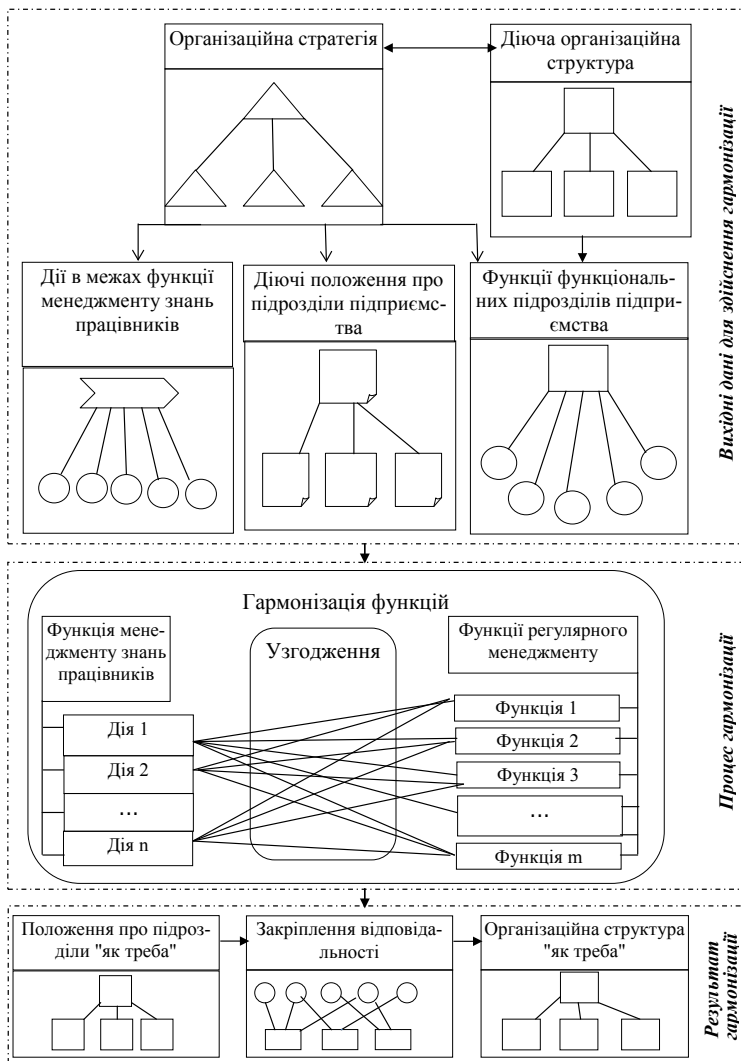 Організаційна стратегія
Діюча організаційна
структура
Дії в межах функції
менеджменту знань
працівників
Діючі положення про
підрозділи підприємс-
тва
Функції функціональ-
них підрозділів підпри-
ємства
Вихідні дані для здійснення гармонізації
Гармонізація функцій
Функція мене-
джменту знань
працівників
Узгодження
Функції регулярного
менеджменту
Дія 1
Дія 2
...
Дія n
Функція 1
Функція 2
Функція 3
...
Функція m
Процес гармонізації
Положення про підроз-
діли "як треба"
Закріплення відповіда-
льності
Організаційна структура
"як треба"
Результат
гармонізації